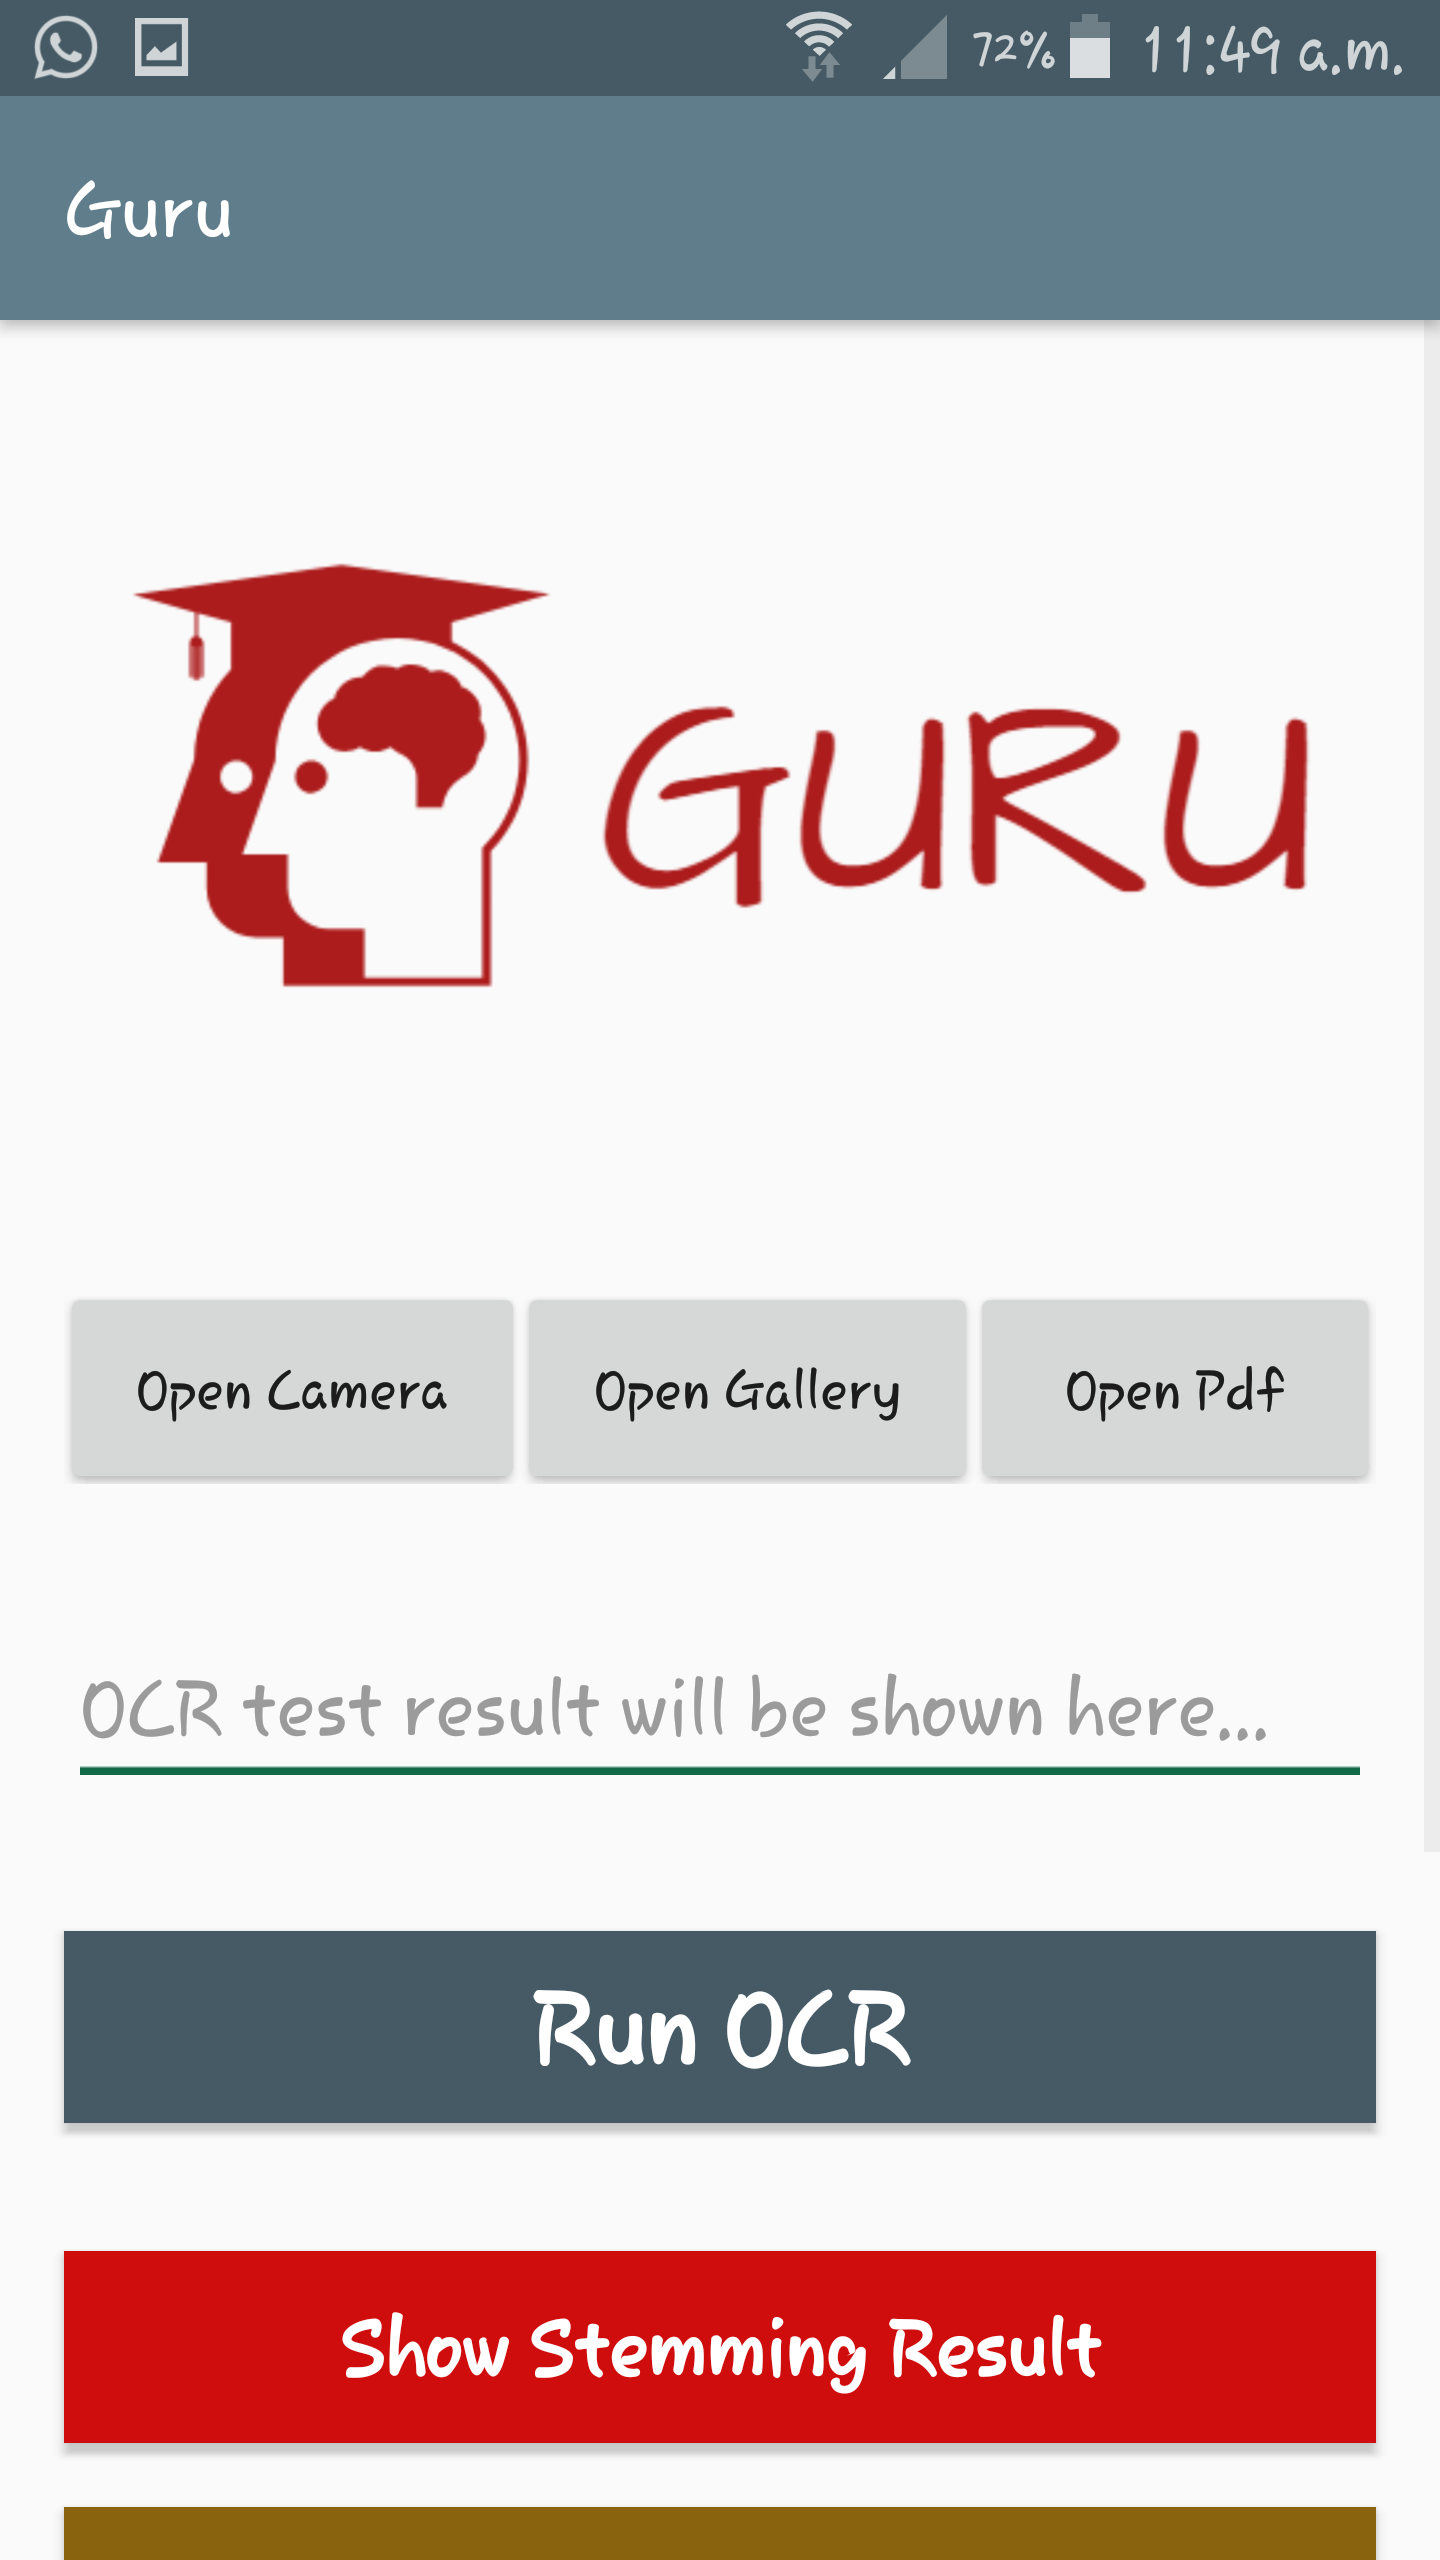 72% 11:49 a.m.
Guru
GURU
Open Camera Open Gallery Open Pdf
OCR test result will be shown here...
Run OCR
Show Stemming Result